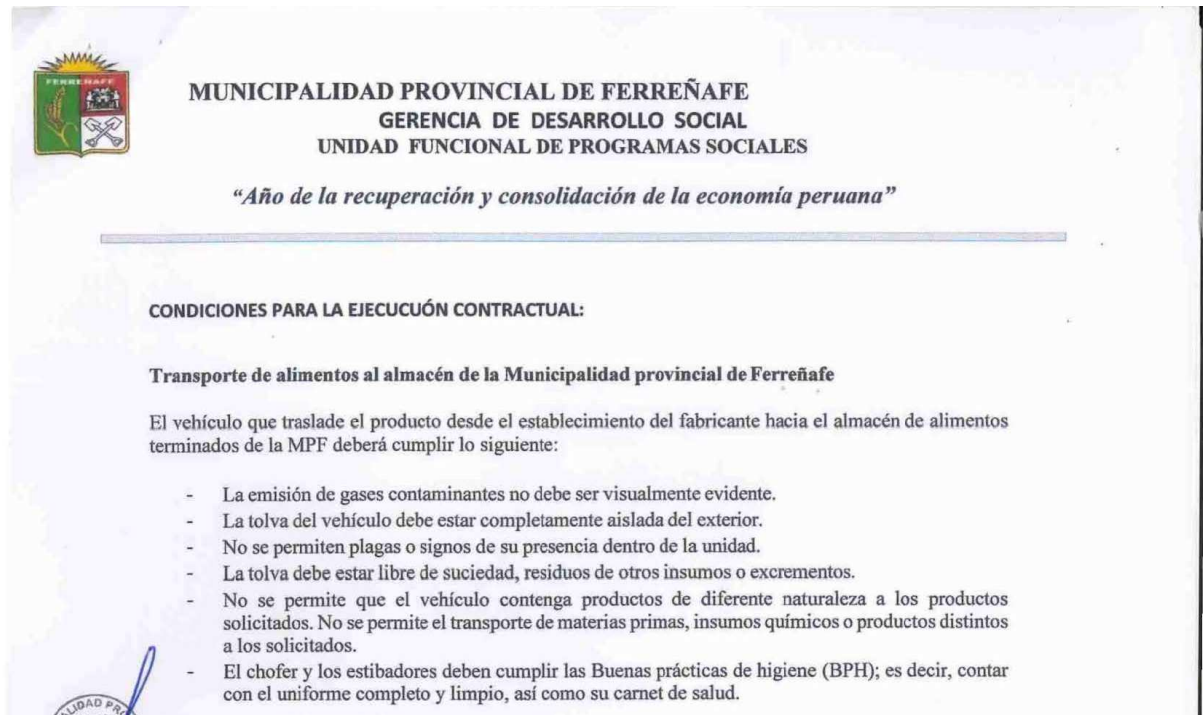 FERREÑAFE
MUNICIPALIDAD PROVINCIAL DE FERREÑAFE
GERENCIA DE DESARROLLO SOCIAL
UNIDAD FUNCIONAL DE PROGRAMAS SOCIALES
“Año de la recuperación y consolidación de la economía peruana”
CONDICIONES PARA LA EJECUCUÓN CONTRACTUAL:
Transporte de alimentos al almacén de la Municipalidad provincial de Ferreñafe
El vehículo que traslade el producto desde el establecimiento del fabricante hacia el almacén de alimentos
terminados de la MPF deberá cumplir lo siguiente:
- La emisión de gases contaminantes no debe ser visualmente evidente.
- La tolva del vehículo debe estar completamente aislada del exterior.
- No se permiten plagas o signos de su presencia dentro de la unidad.
- La tolva debe estar libre de suciedad, residuos de otros insumos o excrementos.
- No se permite que el vehículo contenga productos de diferente naturaleza a los productos
solicitados. No se permite el transporte de materias primas, insumos químicos o productos distintos
a los solicitados.
- El chofer y los estibadores deben cumplir las Buenas prácticas de higiene (BPH); es decir, contar
con el uniforme completo y limpio, así como su carnet de salud.